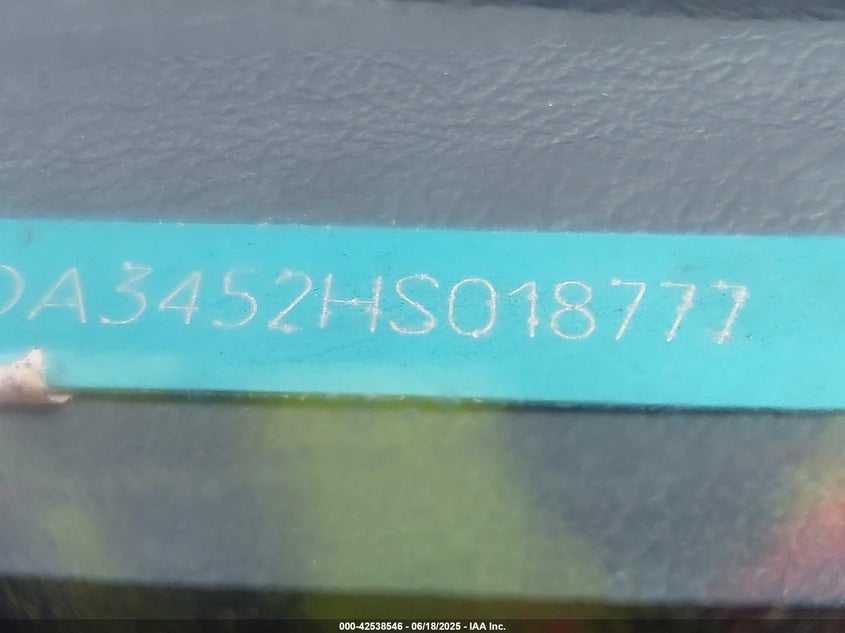 DA3452HS018777
000-42538546 - 06/18/2025 - IAA Inc.